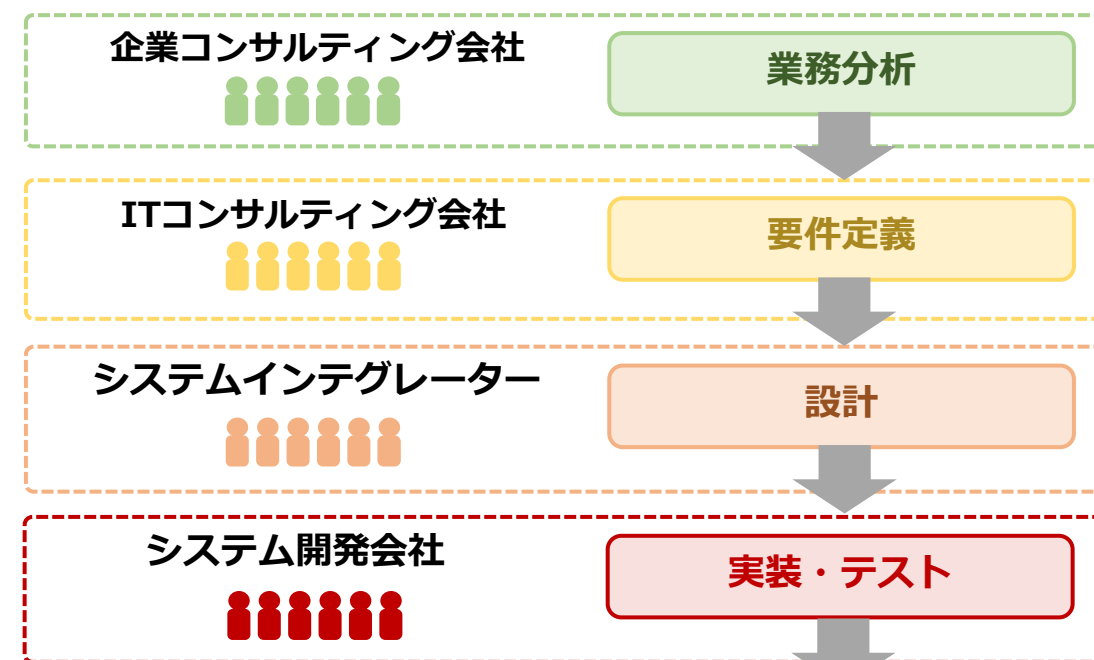 企業コンサルティング会社
業務分析
ITコンサルティング会社
要件定義
システムインテグレーター
設計
システム開発会社
実装・テスト